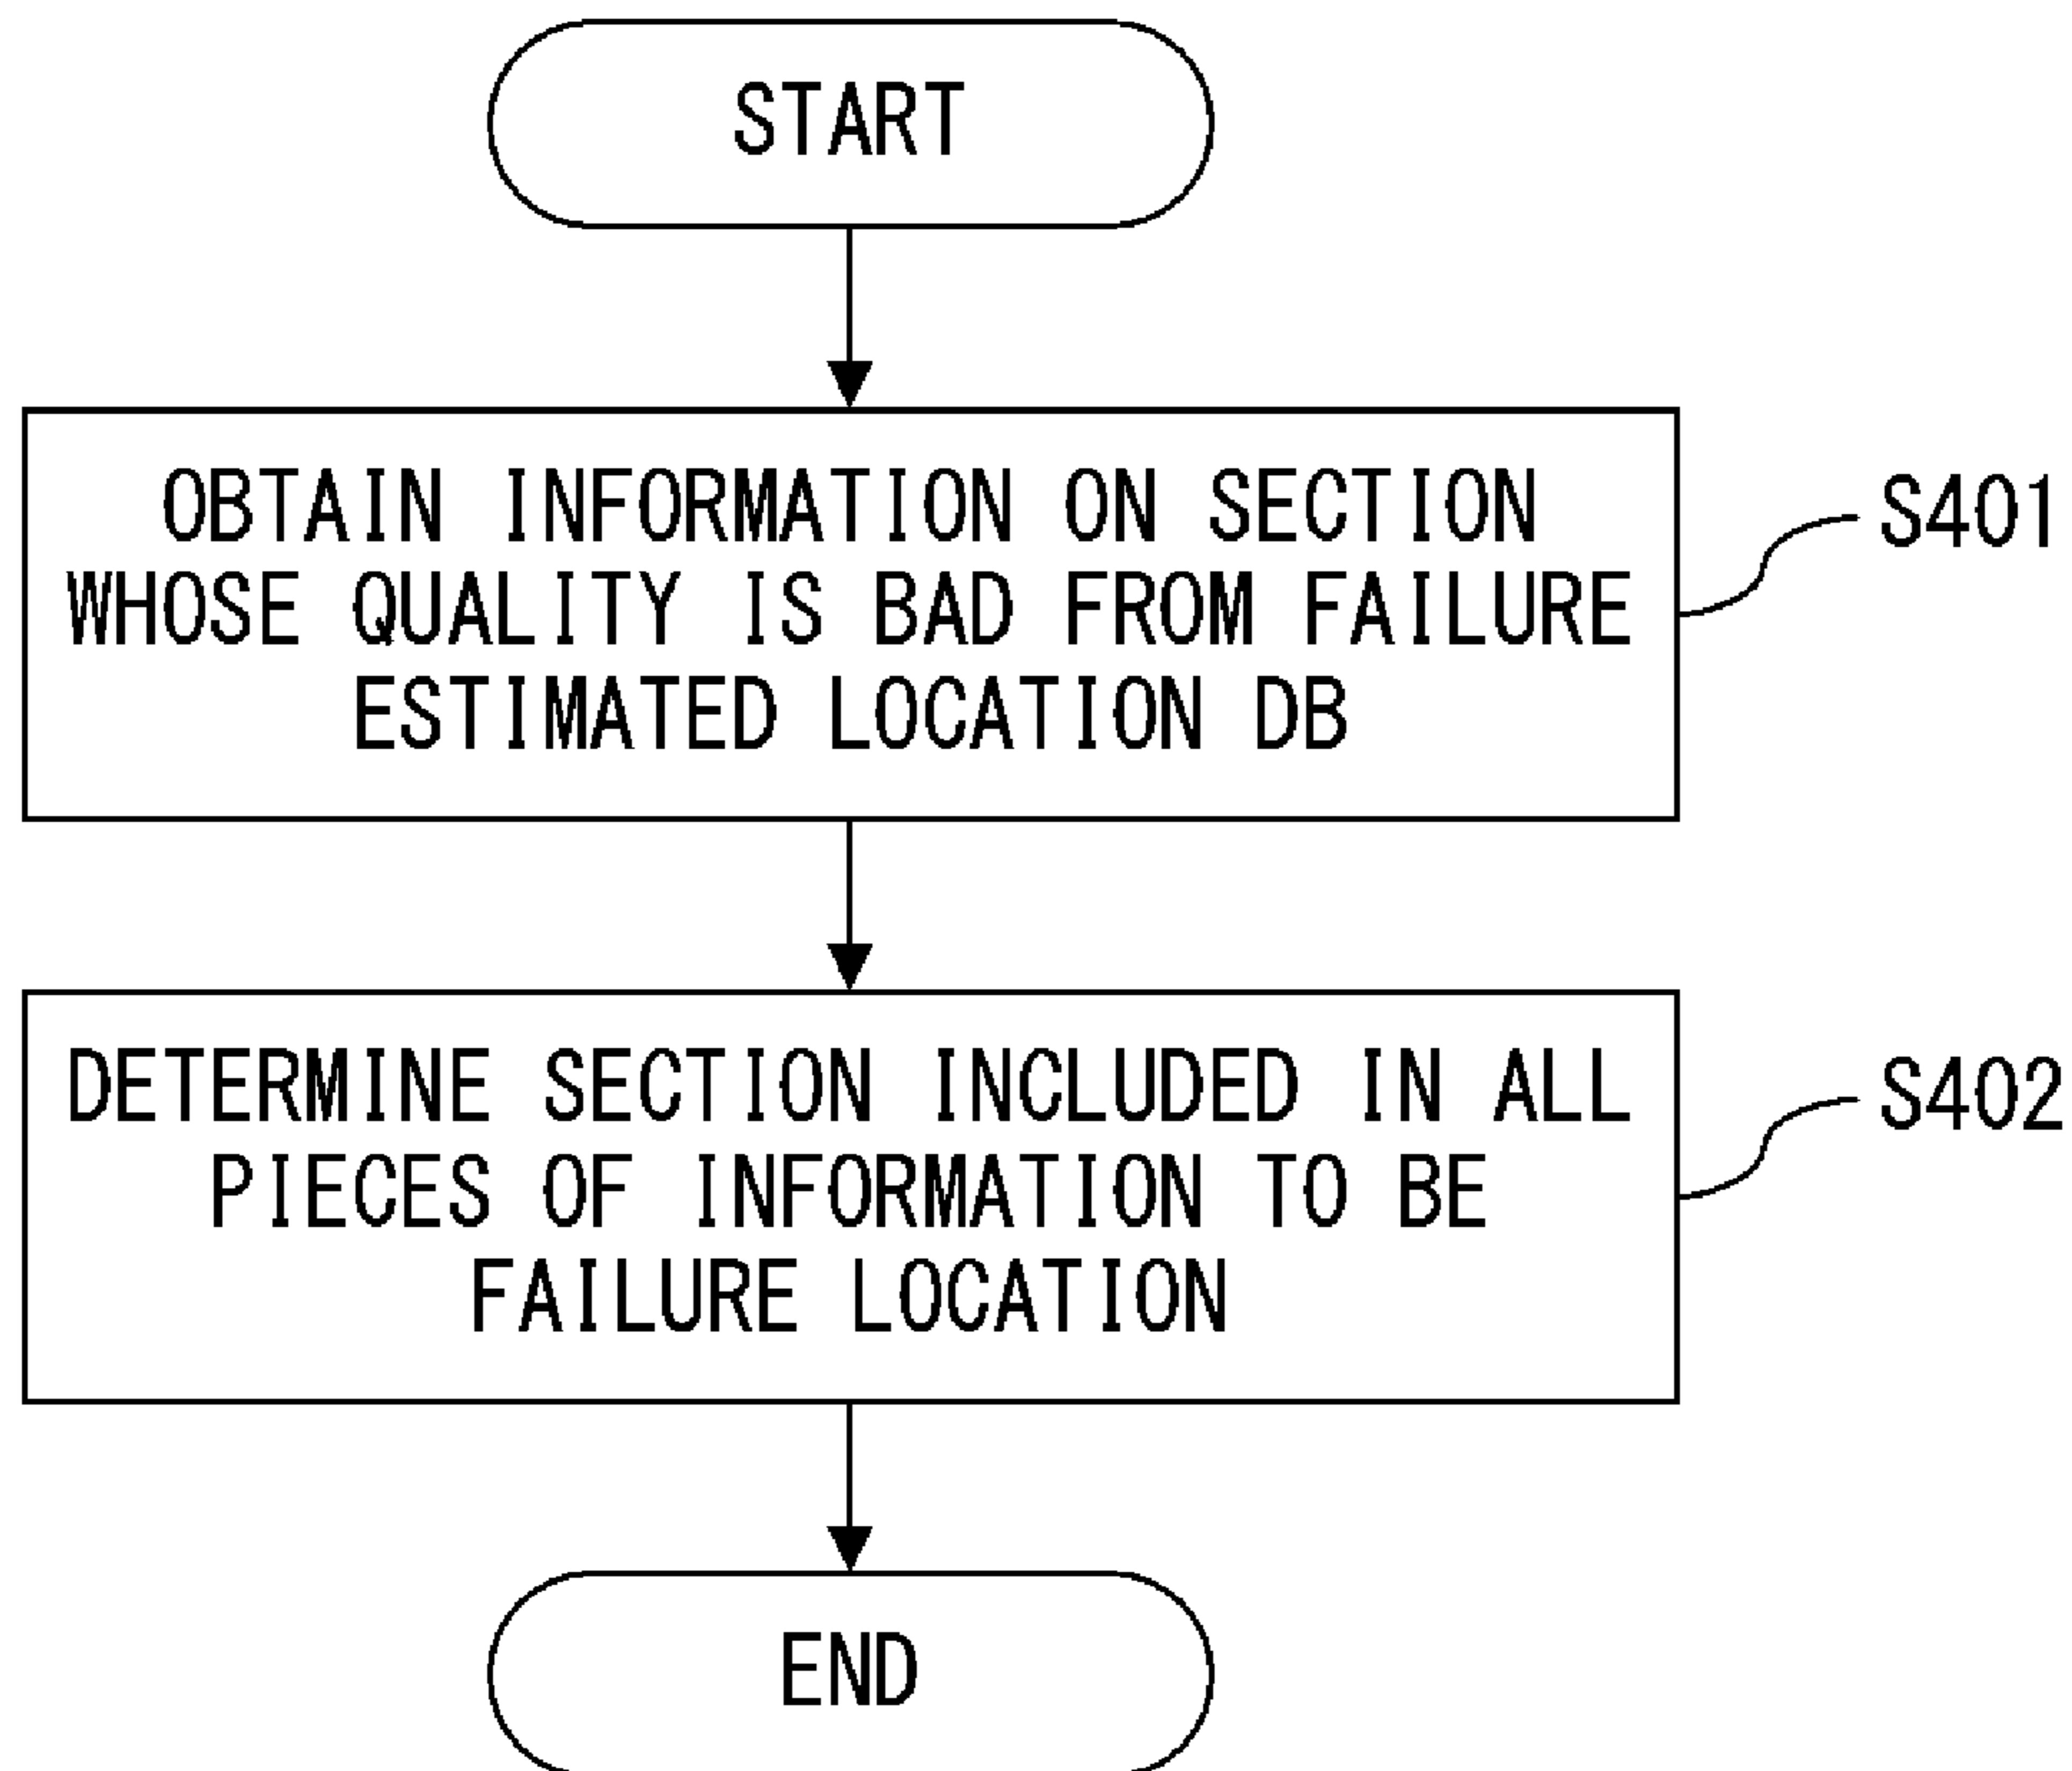 START
OBTAIN INFORMATION ON SECTION
WHOSE QUALITY IS BAD FROM FAILURE
ESTIMATED LOCATION DB
S401
DETERMINE SECTION INCLUDED IN ALL
PIECES OF INFORMATION TO BE
FAILURE LOCATION
S402
END